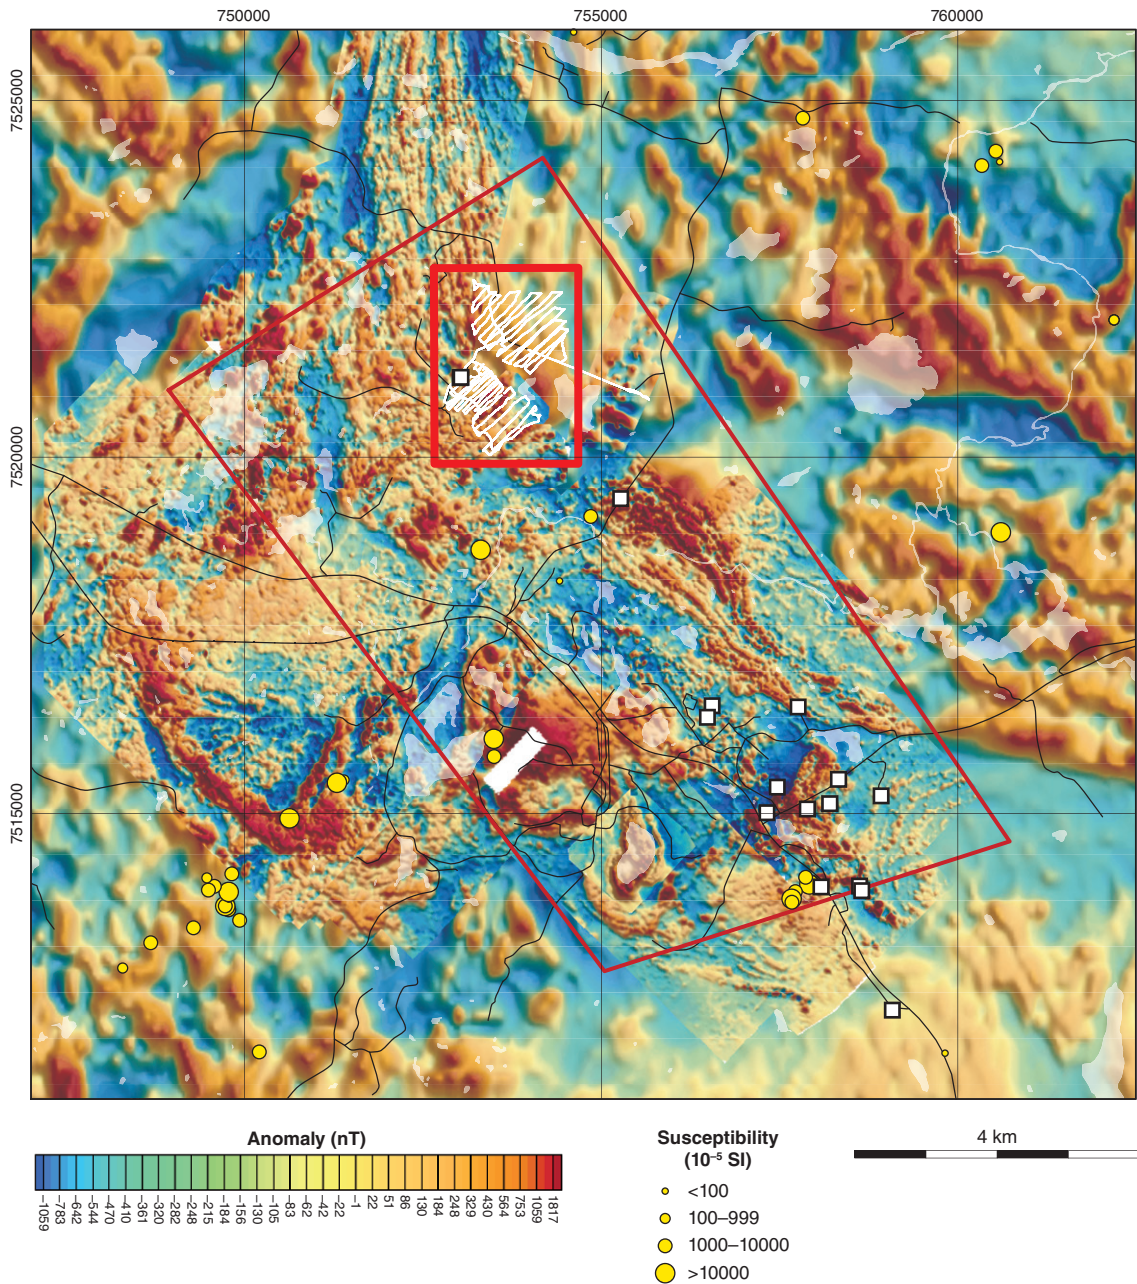 750000 755000 760000
7525000
7520000
7515000
Anomaly (nT)
−1059 −783 −642 −544 −470 −410 −361 −320 −282 −248 −215 −184 −156 −130 −105 −83 −62 −42 −22 −1 22 51 86 130 184 248 329 430 564 753 1059 1817
Susceptibility
(10⁻⁵ SI)
<100
100–999
1000–10000
>10000
4 km